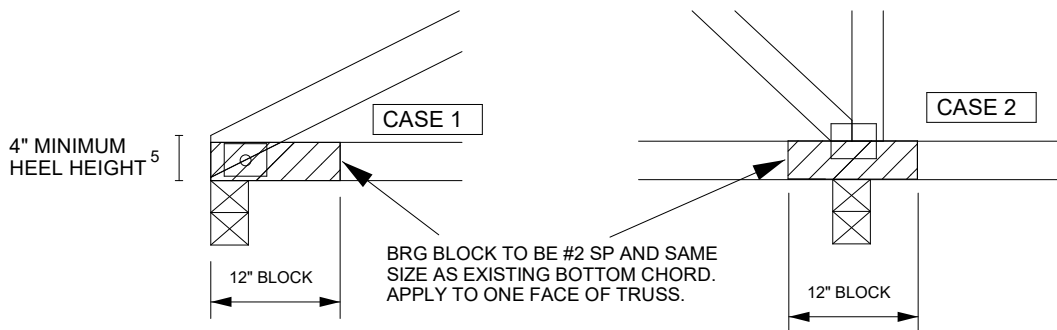 CASE 1
CASE 2
4" MINIMUM
HEEL HEIGHT 5
BRG BLOCK TO BE #2 SP AND SAME
SIZE AS EXISTING BOTTOM CHORD.
APPLY TO ONE FACE OF TRUSS.
12" BLOCK
12" BLOCK